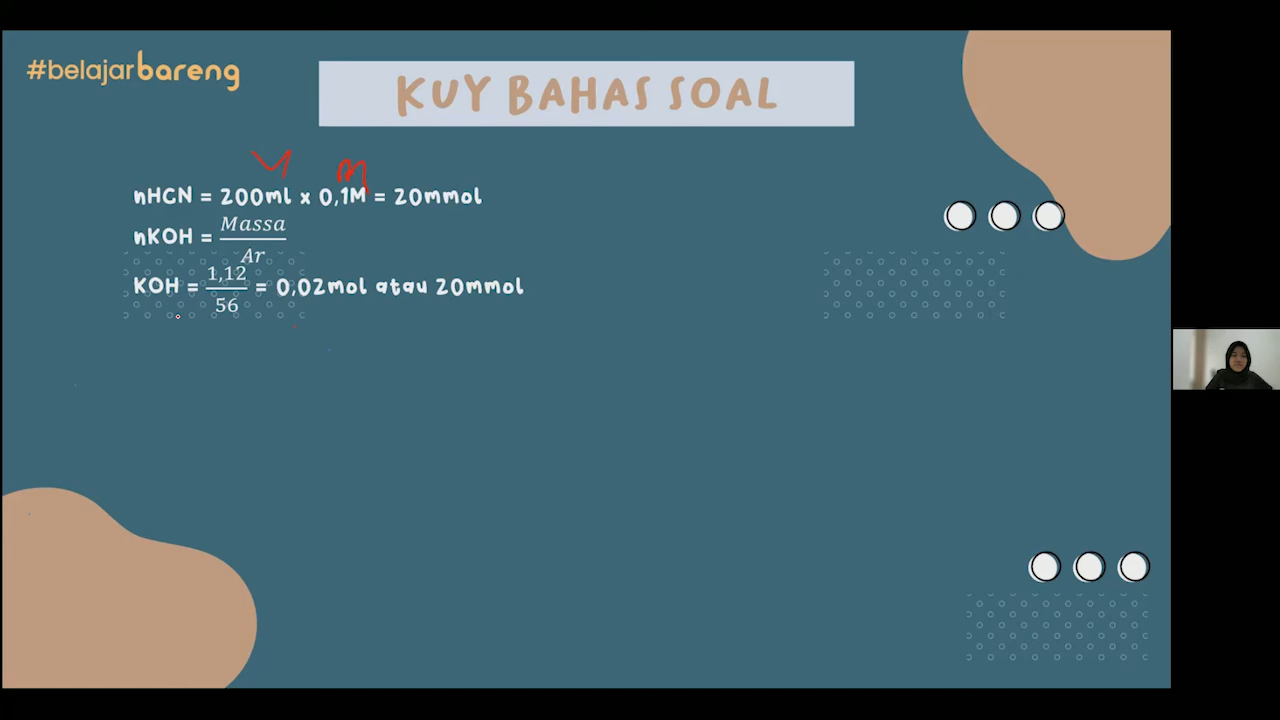 #belajarbareng
KUY BAHAS SOAL
V M
nHCN = 200ml x 0,1M = 20mmol
nKOH = Massa / Ar
KOH = 1,12 / 56 = 0,02mol atau 20mmol